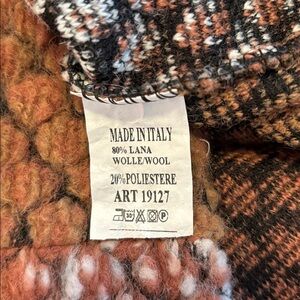 MADE IN ITALY
80% LANA
WOLLE/WOOL
20% POLIESTERE
ART 19127